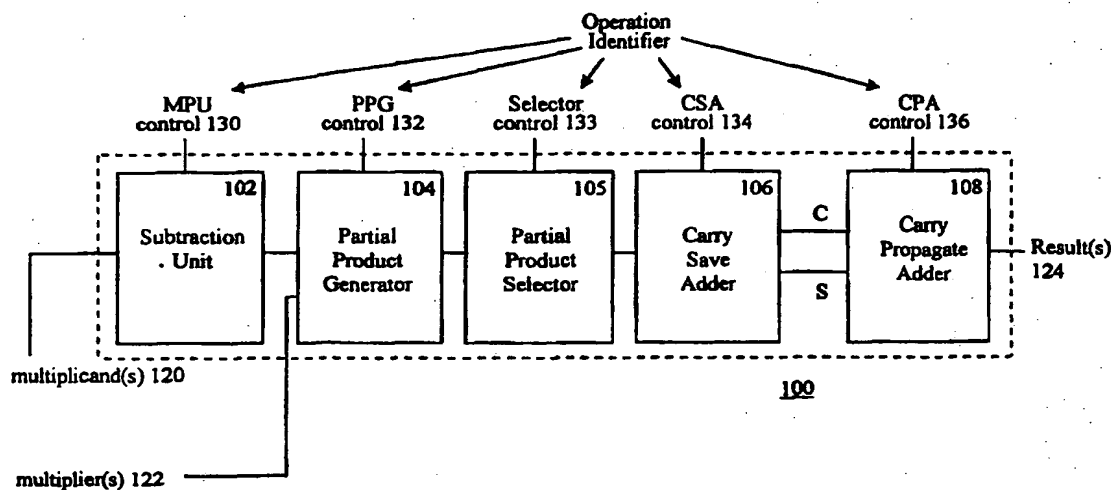 Operation
Identifier
MPU
control 130
PPG
control 132
Selector
control 133
CSA
control 134
CPA
control 136
102
Subtraction
Unit
104
Partial
Product
Generator
105
Partial
Product
Selector
106
Carry
Save
Adder
C
S
108
Carry
Propagate
Adder
Result(s)
124
multiplicand(s) 120
100
multiplier(s) 122